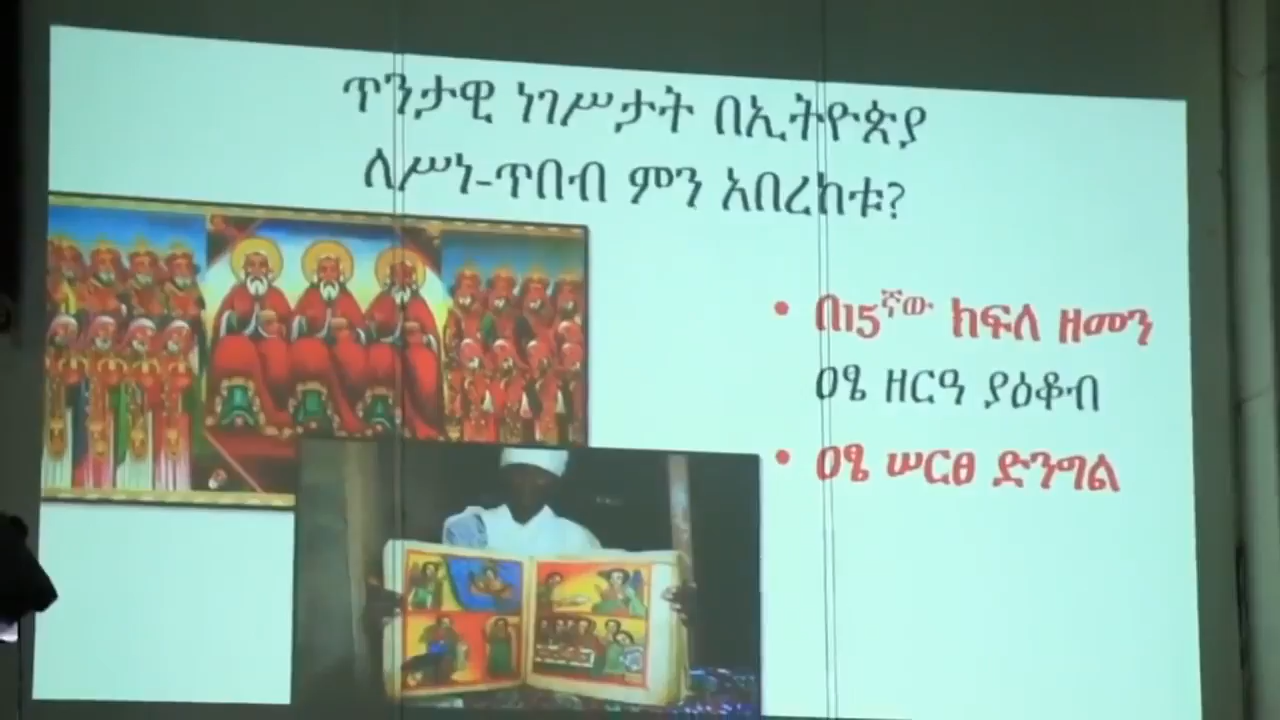 ጥንታዊ ነገሥታት በኢትዮጵያ
ለሥነ-ጥበብ ምን አበረከቱ?
• በ15ኛው ክፍለ ዘመን
ዐፄ ዘርዓ ያዕቆብ
• ዐፄ ሠርፀ ድንግል